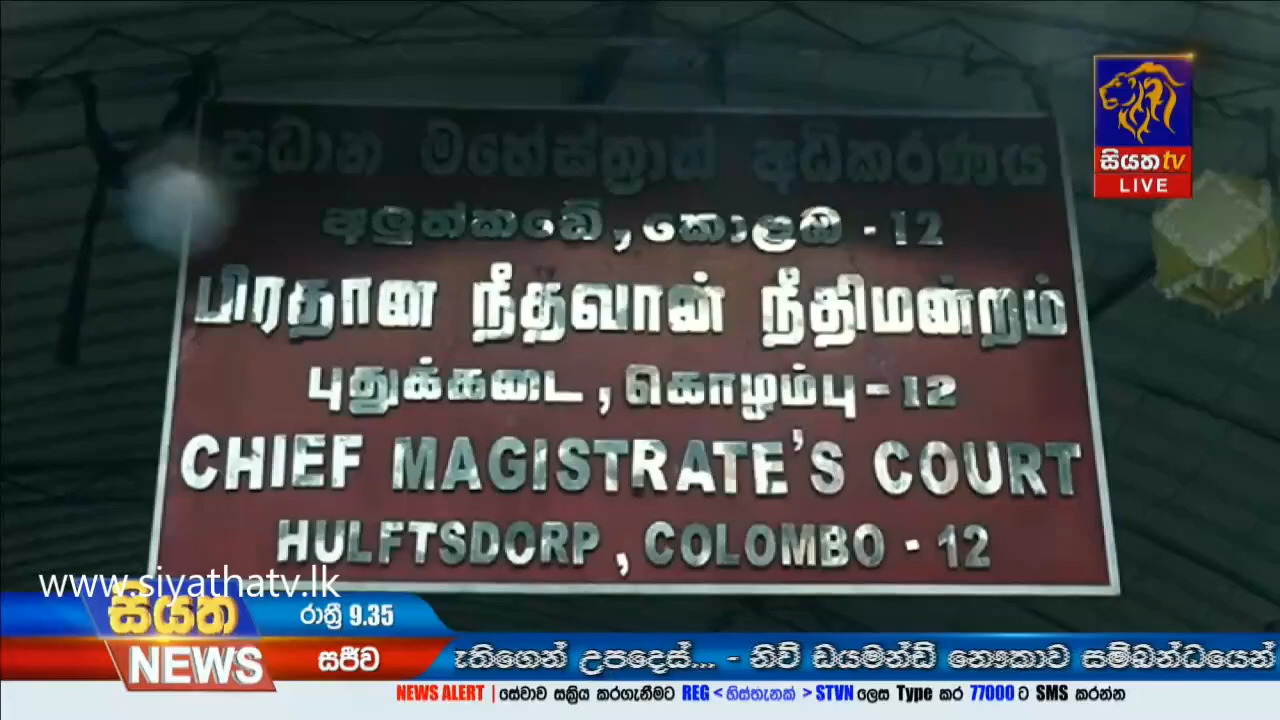 සියත tv
LIVE
ප්‍රධාන මහේස්ත්‍රාත් අධිකරණය
අලුත්කඩේ, කොළඹ - 12
பிரதான நீதவான் நீதிமன்றம்
புதுக்கடை, கொழும்பு - 12
CHIEF MAGISTRATE'S COURT
HULFTSDORP, COLOMBO - 12
www.siyathatv.lk
සියත
රාත්‍රී 9.35
NEWS
සජීව
උපදෙස්... - නිව් ඩයමන්ඩ් නෞකාව සම්බන්ධයෙන්
NEWS ALERT | සේවාව සක්‍රිය කරගැනීමට REG < හිස්තැනක් > STVN ලෙස Type කර 77000 ට SMS කරන්න